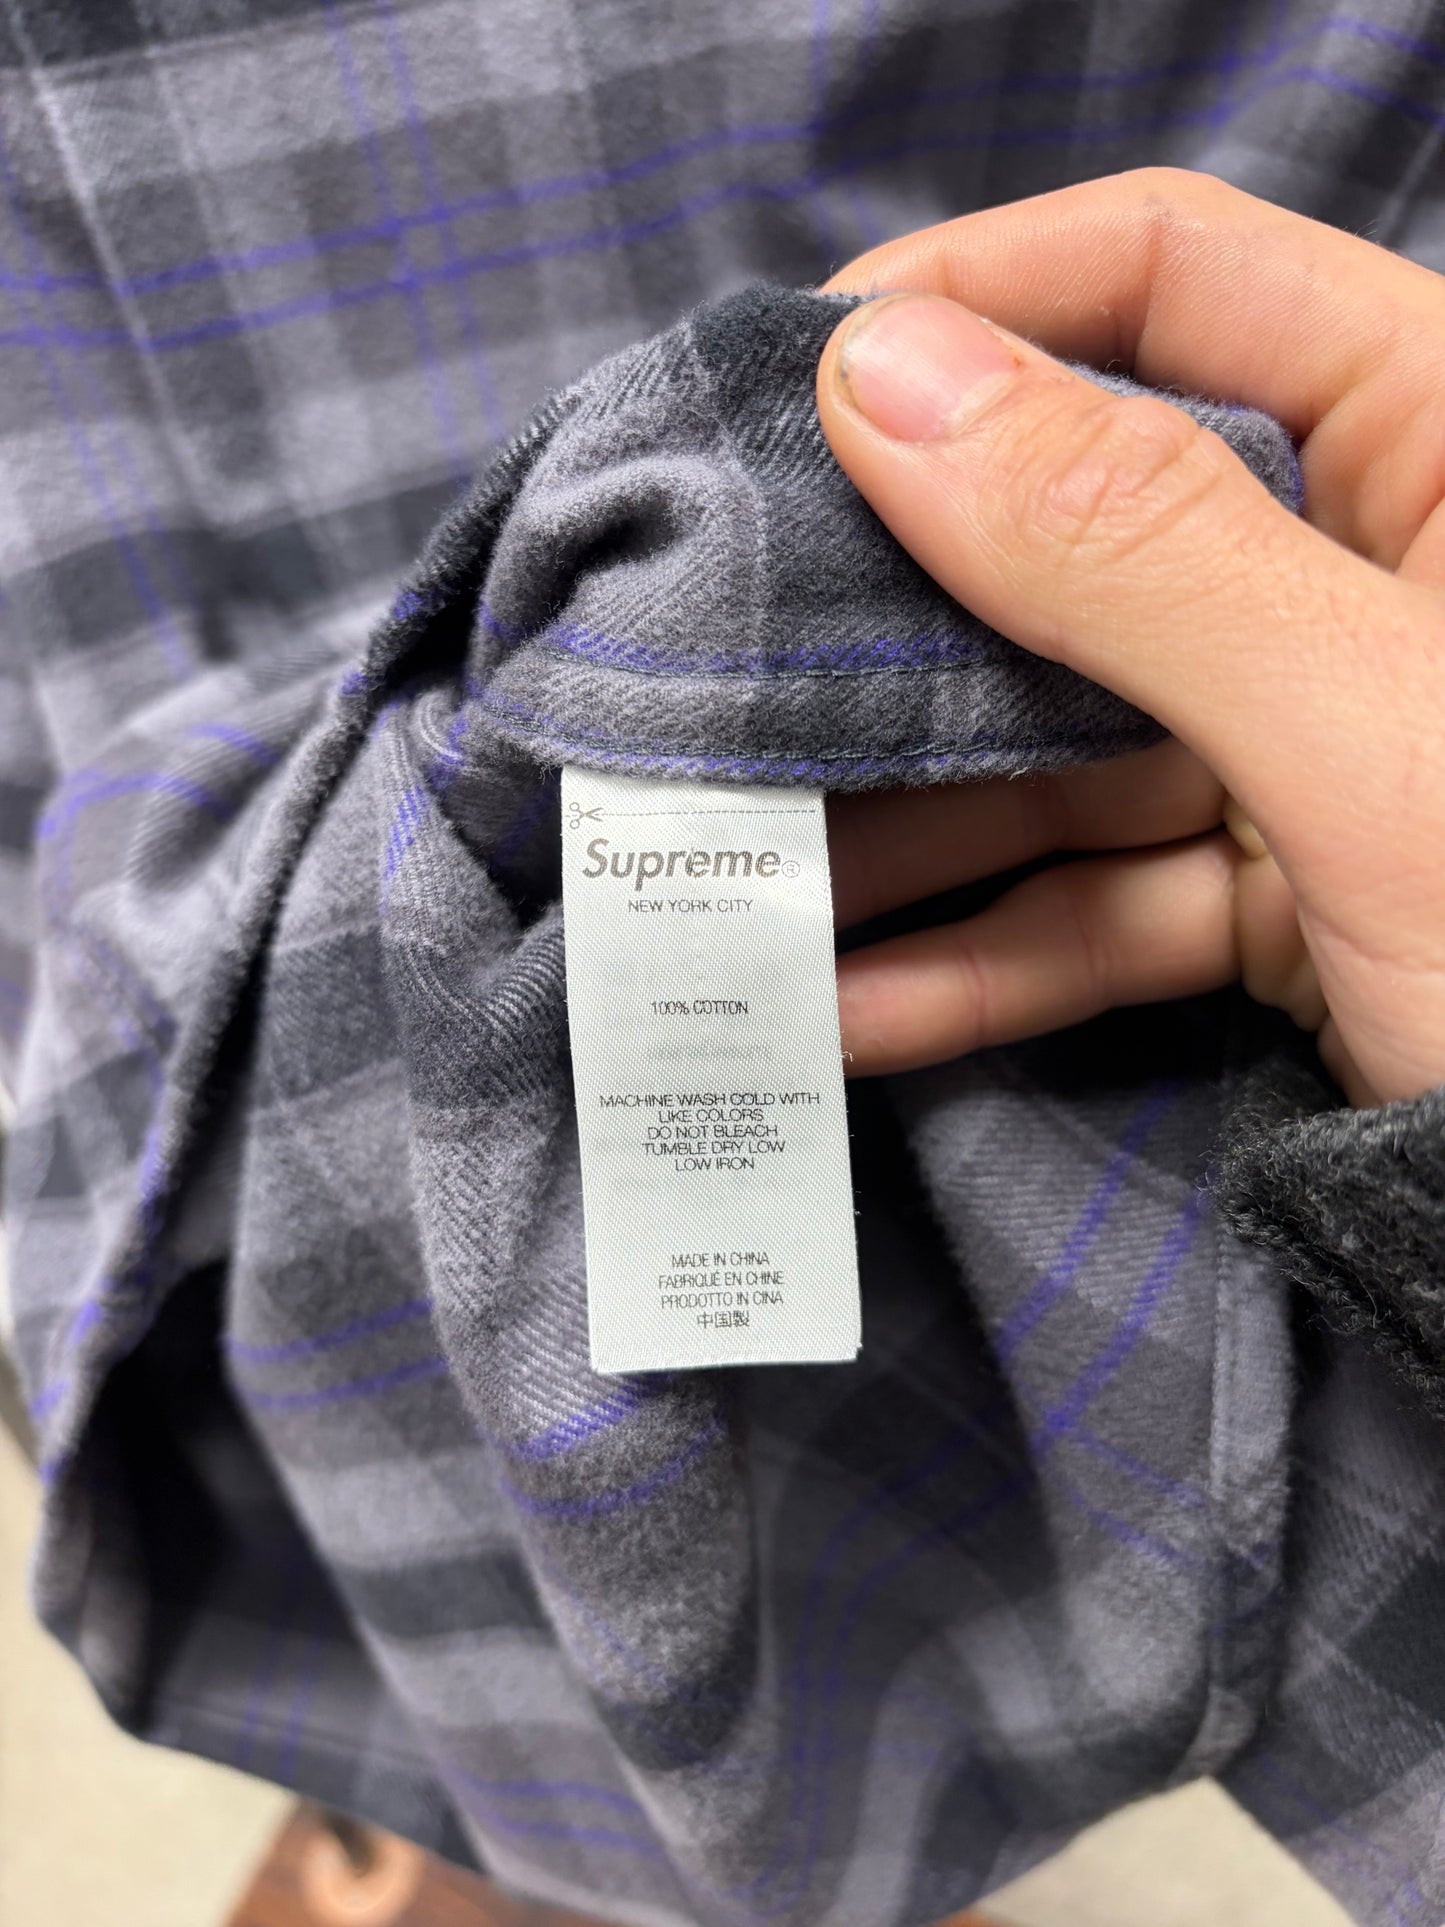 Supreme®
NEW YORK CITY
100% COTTON
MACHINE WASH COLD WITH
LIKE COLORS
DO NOT BLEACH
TUMBLE DRY LOW
LOW IRON
MADE IN CHINA
FABRIQUÉ EN CHINE
PRODOTTO IN CINA
中国製